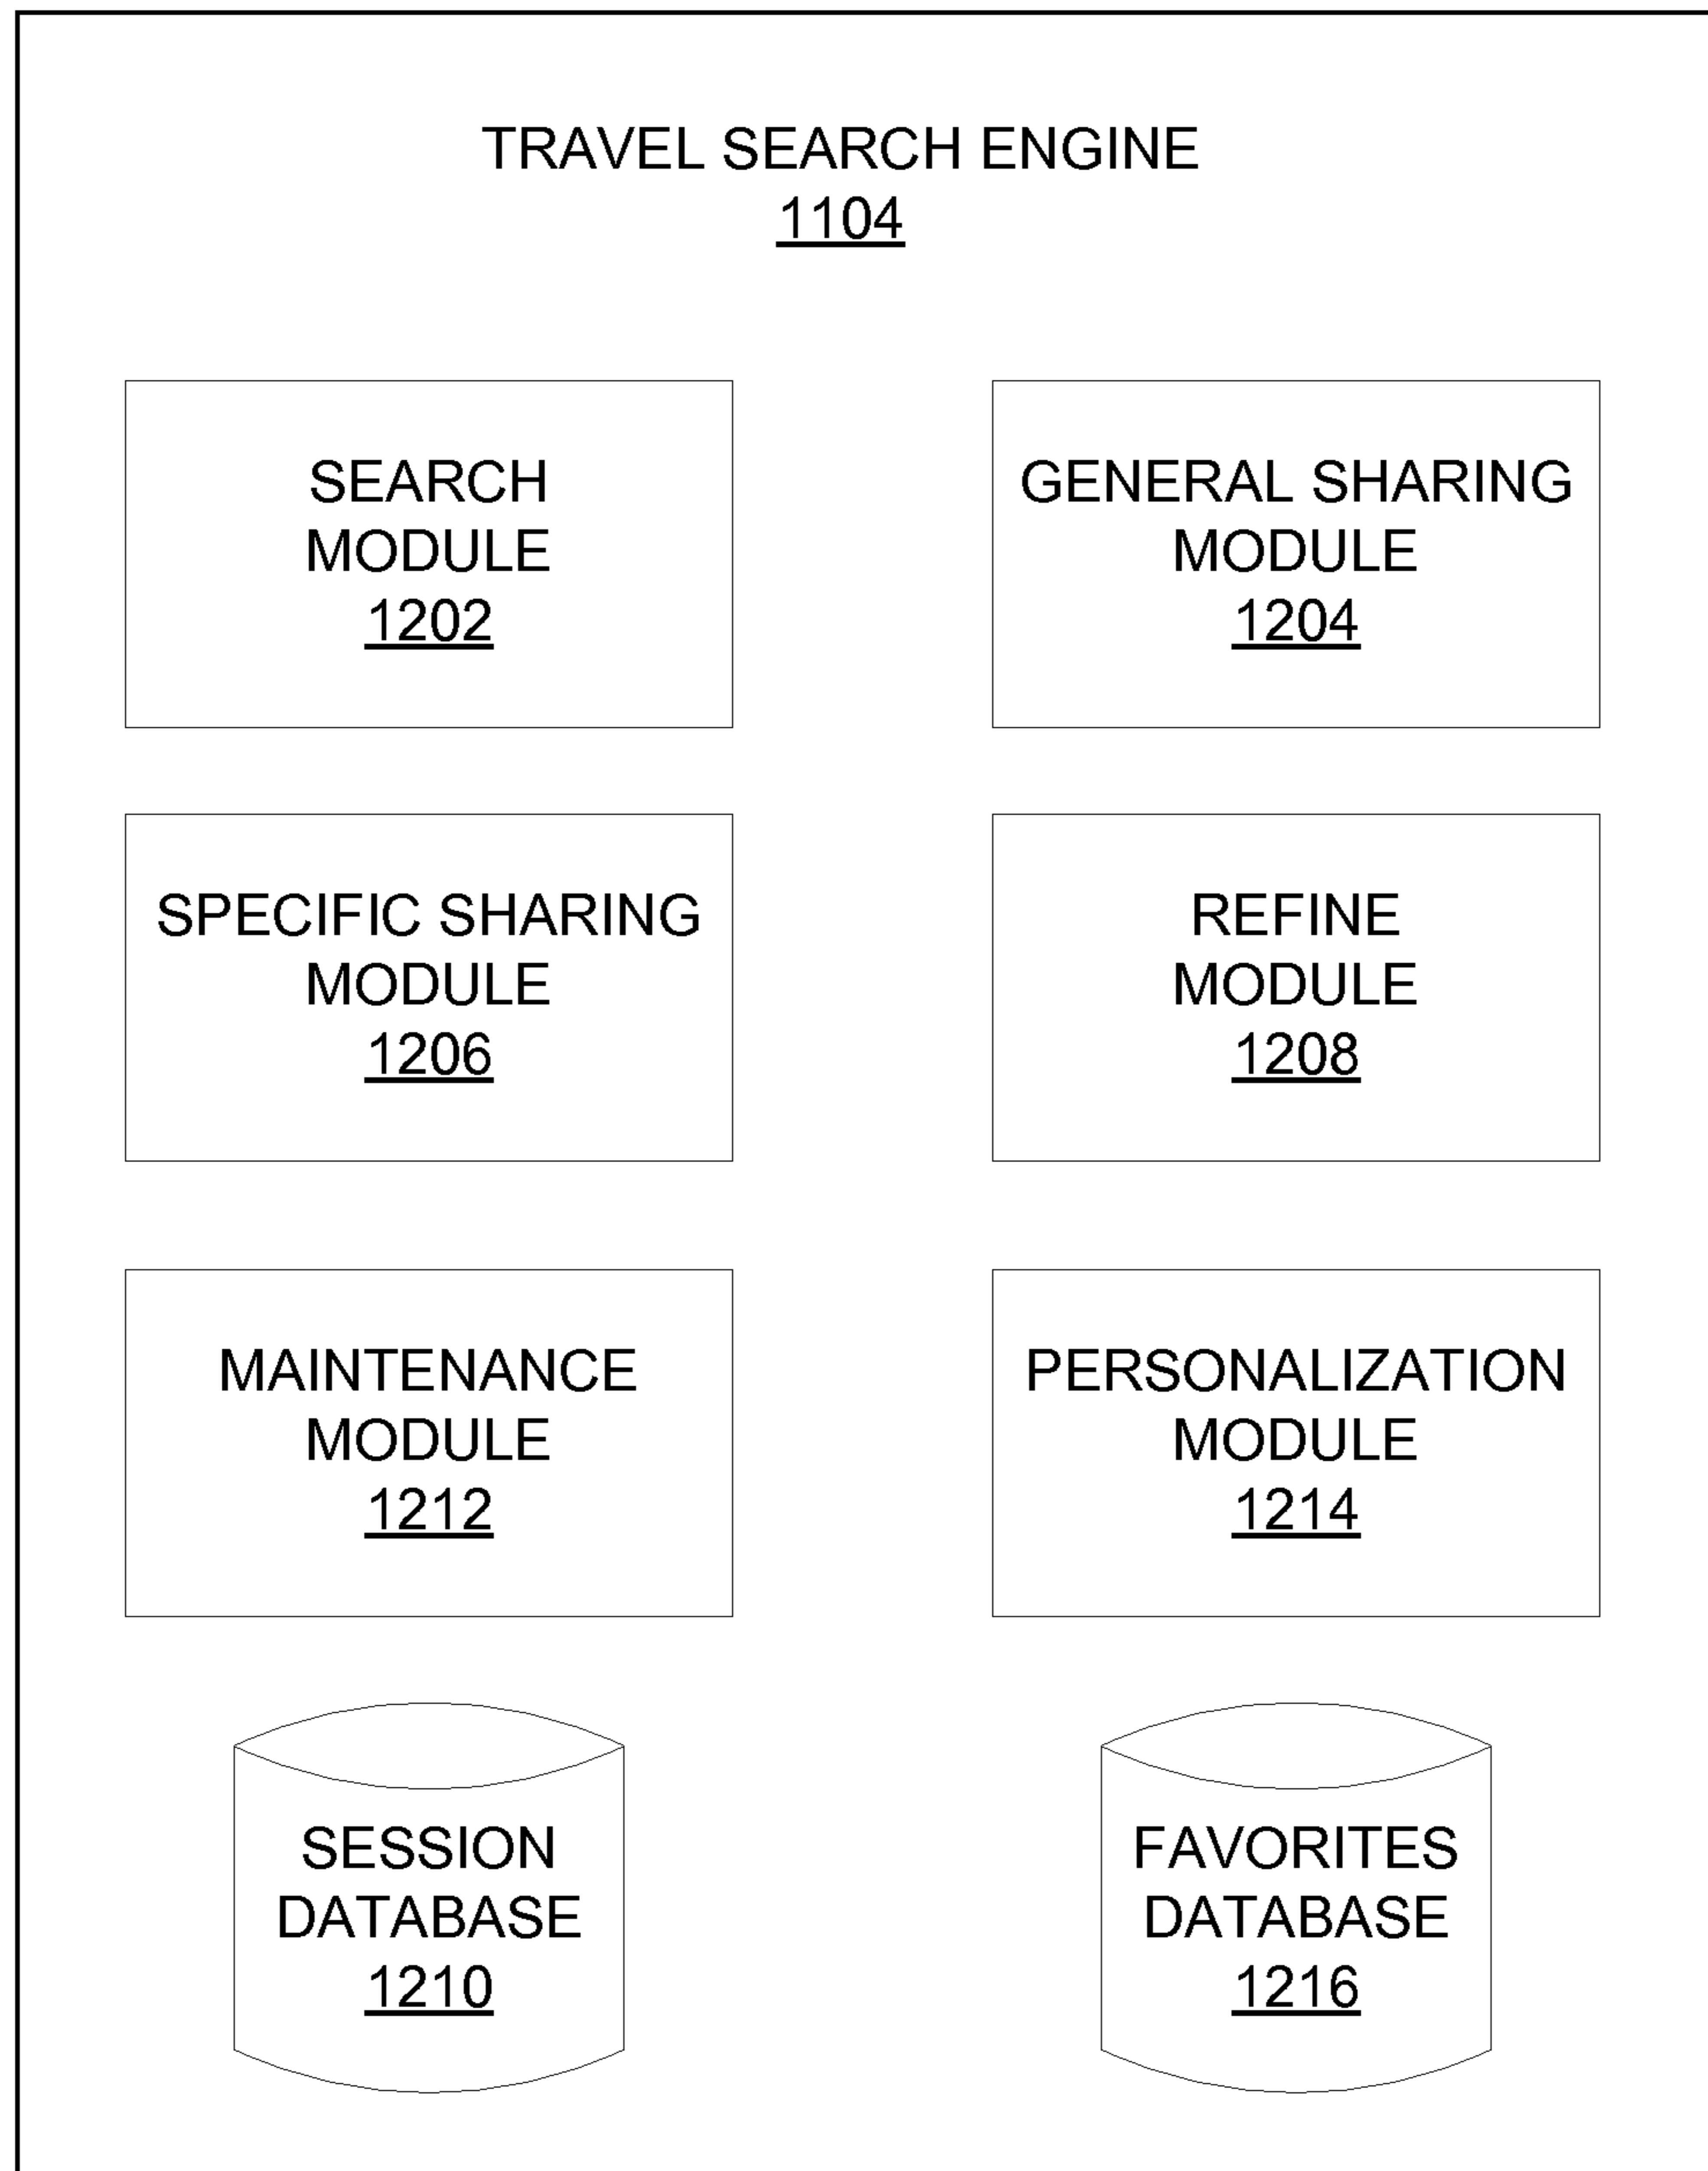 TRAVEL SEARCH ENGINE
1104
SEARCH
MODULE
1202
GENERAL SHARING
MODULE
1204
SPECIFIC SHARING
MODULE
1206
REFINE
MODULE
1208
MAINTENANCE
MODULE
1212
PERSONALIZATION
MODULE
1214
SESSION
DATABASE
1210
FAVORITES
DATABASE
1216